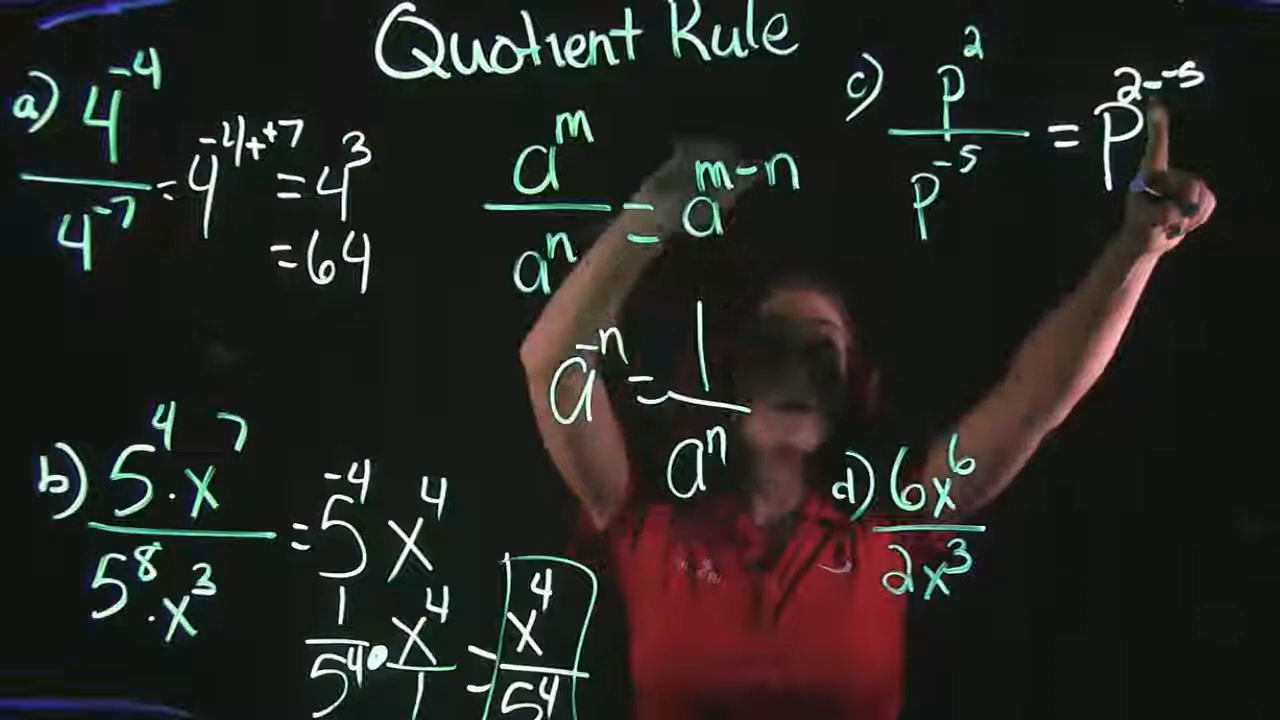 Quotient Rule
a) 4^-4 / 4^-7 = 4^-4++7 = 4^3
= 64
a^m / a^n = a^m-n
a^-n = 1 / a^n
b) 5^4 · x^7 / 5^8 · x^3 = 5^-4 x^4
1 / 5^4 · x^4 / 1 = x^4 / 5^4
c) p^2 / p^-5 = p^2--5
d) 6x^6 / 2x^3